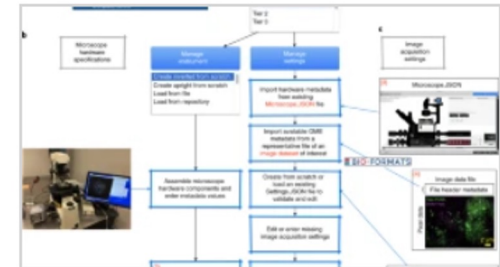 Tier 2
Tier 3
b
Microscope
hardware
specifications
Manage
instrument
Create inverted from scratch
Create upright from scratch
Load from file
Load from repository
Assemble microscope
hardware components and
enter metadata values
Manage
settings
Import hardware metadata
from existing
Microscope.JSON file
Import available OME
metadata from a
representative file of an
image dataset of interest
BIO-FORMATS
Create from scratch or
load an existing
Settings.JSON file to
validate and edit
Edit or enter missing
image acquisition settings
c
Image
acquisition
settings
Microscope.JSON
Image data file
File header metadata
Pixel data